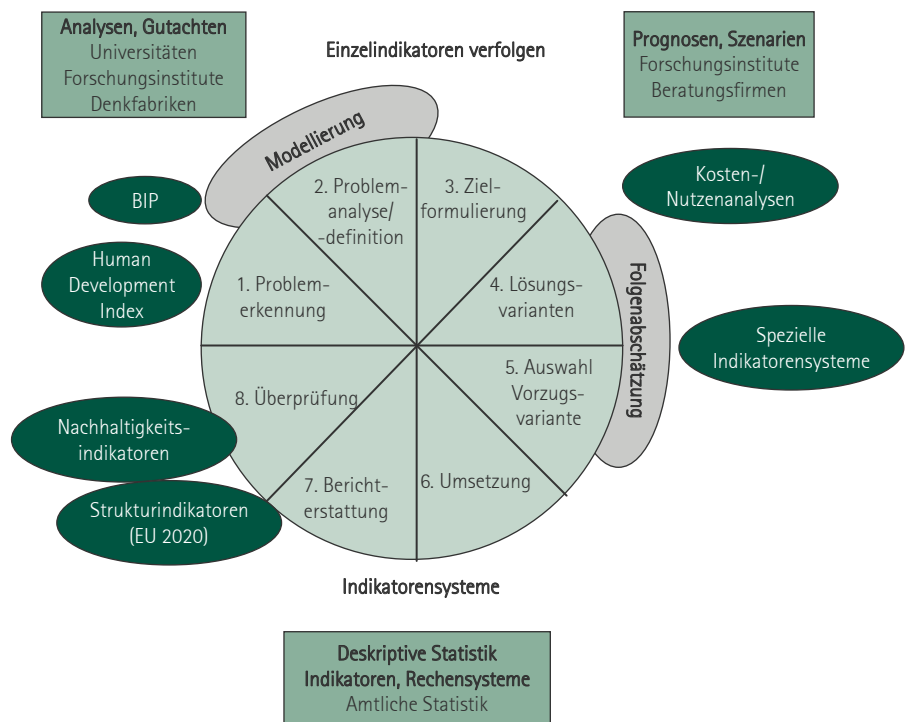 Analysen, Gutachten
Universitäten
Forschungsinstitute
Denkfabriken
Einzelindikatoren verfolgen
Prognosen, Szenarien
Forschungsinstitute
Beratungsfirmen
Modellierung
BIP
Human
Development
Index
Kosten-/
Nutzenanalysen
Folgenabschätzung
Spezielle
Indikatorensysteme
1. Problem-
erkennung
2. Problem-
analyse/
-definition
3. Ziel-
formulierung
4. Lösungs-
varianten
5. Auswahl
Vorzugs-
variante
6. Umsetzung
7. Bericht-
erstattung
8. Überprüfung
Nachhaltigkeits-
indikatoren
Strukturindikatoren
(EU 2020)
Indikatorensysteme
Deskriptive Statistik
Indikatoren, Rechensysteme
Amtliche Statistik